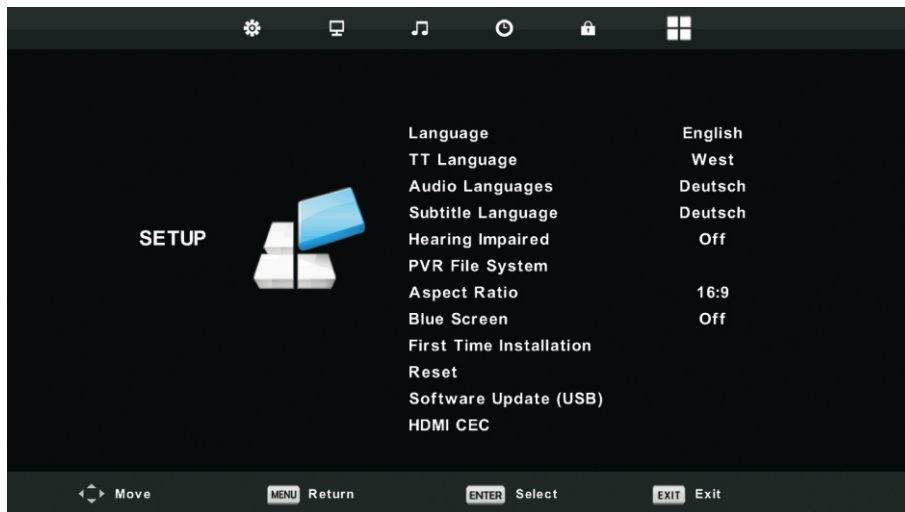 SETUP
Language English
TT Language West
Audio Languages Deutsch
Subtitle Language Deutsch
Hearing Impaired Off
PVR File System
Aspect Ratio 16:9
Blue Screen Off
First Time Installation
Reset
Software Update (USB)
HDMI CEC
Move MENU Return ENTER Select EXIT Exit